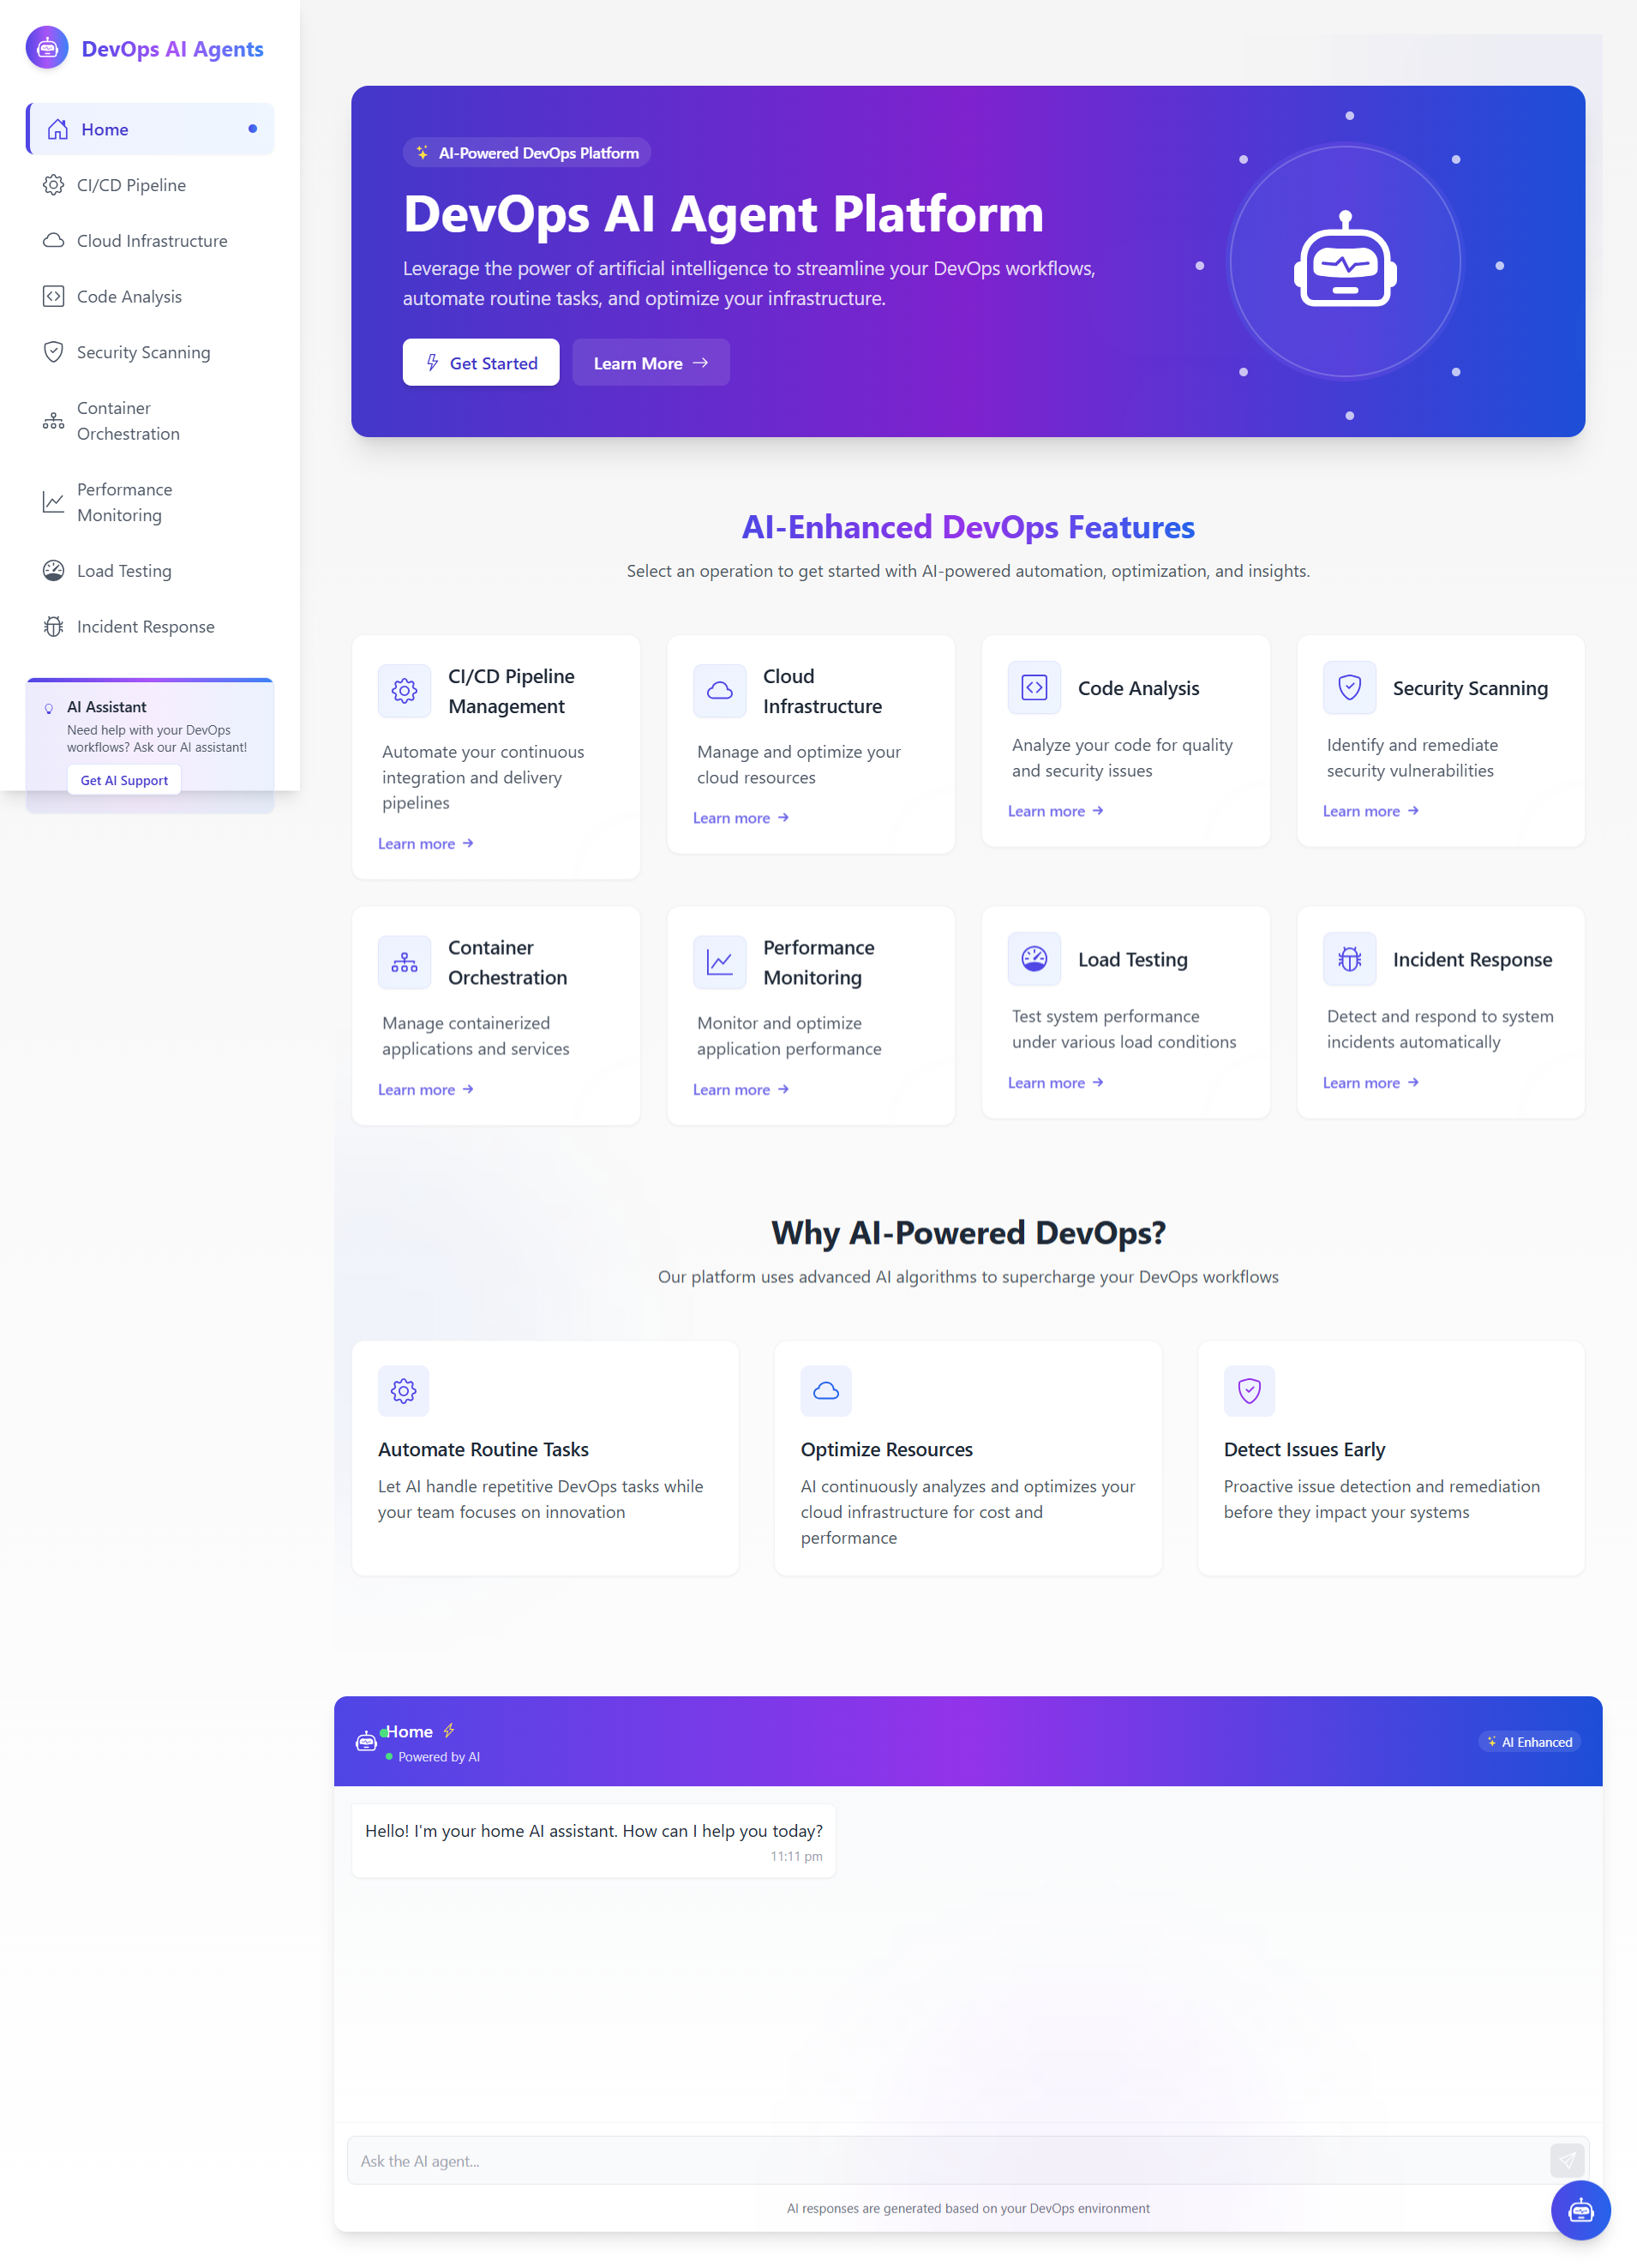 DevOps AI Agents
Home
CI/CD Pipeline
Cloud Infrastructure
Code Analysis
Security Scanning
Container
Orchestration
Performance
Monitoring
Load Testing
Incident Response
AI Assistant
Need help with your DevOps
workflows? Ask our AI assistant!
Get AI Support
AI-Powered DevOps Platform
DevOps AI Agent Platform
Leverage the power of artificial intelligence to streamline your DevOps workflows,
automate routine tasks, and optimize your infrastructure.
Get Started
Learn More
AI-Enhanced DevOps Features
Select an operation to get started with AI-powered automation, optimization, and insights.
CI/CD Pipeline
Management
Automate your continuous
integration and delivery
pipelines
Learn more
Cloud
Infrastructure
Manage and optimize your
cloud resources
Learn more
Code Analysis
Analyze your code for quality
and security issues
Learn more
Security Scanning
Identify and remediate
security vulnerabilities
Learn more
Container
Orchestration
Manage containerized
applications and services
Learn more
Performance
Monitoring
Monitor and optimize
application performance
Learn more
Load Testing
Test system performance
under various load conditions
Learn more
Incident Response
Detect and respond to system
incidents automatically
Learn more
Why AI-Powered DevOps?
Our platform uses advanced AI algorithms to supercharge your DevOps workflows
Automate Routine Tasks
Let AI handle repetitive DevOps tasks while
your team focuses on innovation
Optimize Resources
AI continuously analyzes and optimizes your
cloud infrastructure for cost and
performance
Detect Issues Early
Proactive issue detection and remediation
before they impact your systems
Home
Powered by AI
AI Enhanced
Hello! I'm your home AI assistant. How can I help you today?
11:11 pm
Ask the AI agent...
AI responses are generated based on your DevOps environment